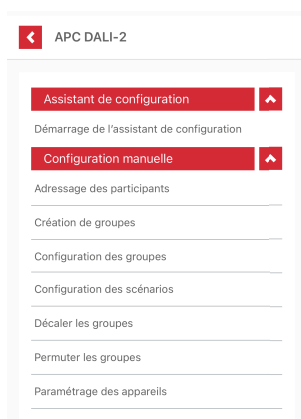 APC DALI-2
Assistant de configuration
Démarrage de l'assistant de configuration
Configuration manuelle
Adressage des participants
Création de groupes
Configuration des groupes
Configuration des scénarios
Décaler les groupes
Permuter les groupes
Paramétrage des appareils